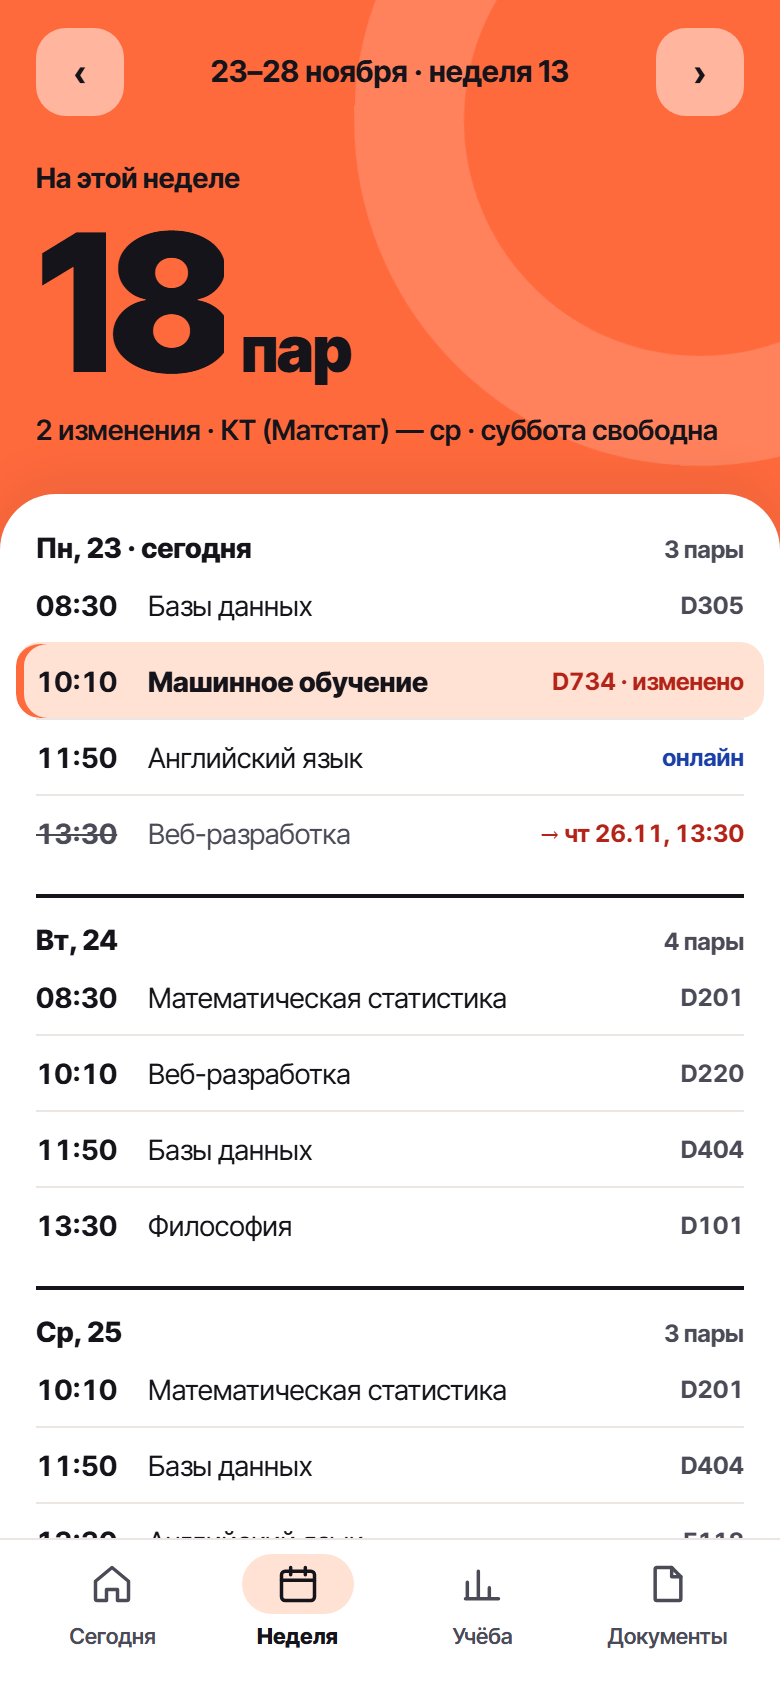 ‹ 23–28 ноября · неделя 13 ›
На этой неделе
18 пар
2 изменения · КТ (Матстат) — ср · суббота свободна
Пн, 23 · сегодня 3 пары
08:30 Базы данных D305
10:10 Машинное обучение D734 · изменено
11:50 Английский язык онлайн
13:30 Веб-разработка → чт 26.11, 13:30
Вт, 24 4 пары
08:30 Математическая статистика D201
10:10 Веб-разработка D220
11:50 Базы данных D404
13:30 Философия D101
Ср, 25 3 пары
10:10 Математическая статистика D201
11:50 Базы данных D404
Сегодня Неделя Учёба Документы